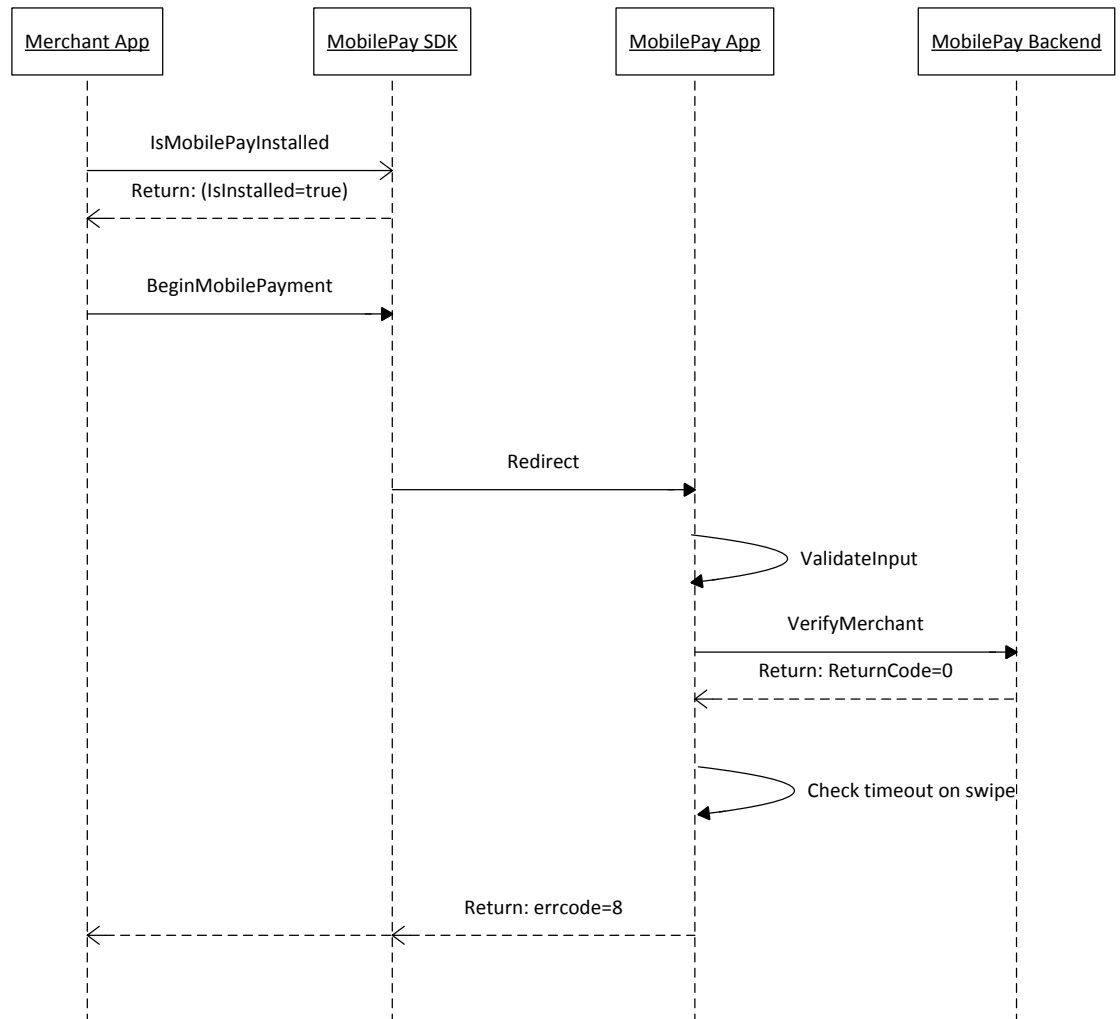 Merchant App
MobilePay SDK
MobilePay App
MobilePay Backend
IsMobilePayInstalled
Return: (IsInstalled=true)
BeginMobilePayment
Redirect
ValidateInput
VerifyMerchant
Return: ReturnCode=0
Check timeout on swipe
Return: errcode=8